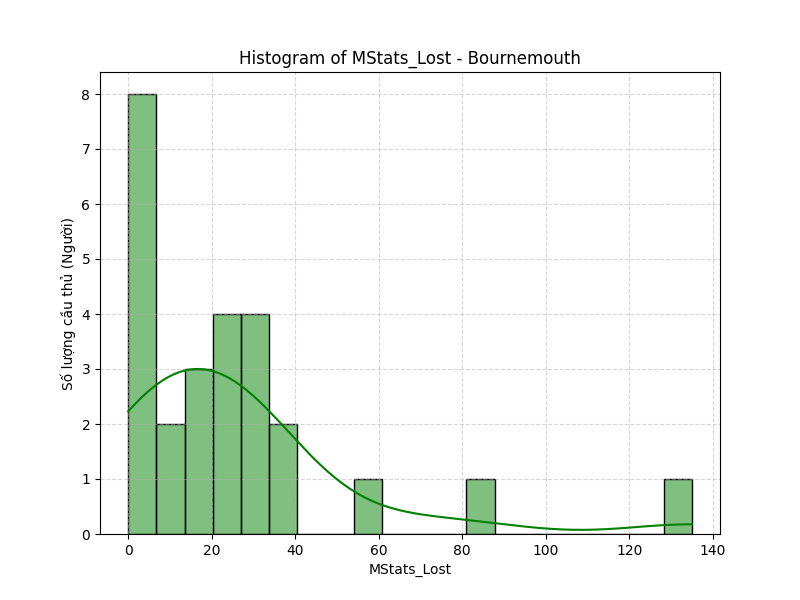 Histogram of MStats_Lost - Bournemouth
Số lượng cầu thủ (Người)
8
7
6
5
4
3
2
1
0
0 20 40 60 80 100 120 140
MStats_Lost